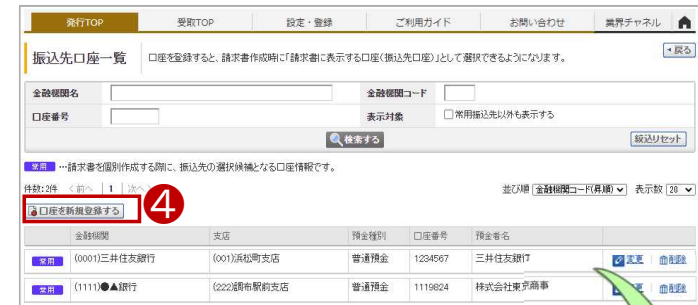 発行TOP 受取TOP 設定・登録 ご利用ガイド お問い合わせ 業界チャネル
振込先口座一覧 口座を登録すると、請求書作成時に「請求書に表示する口座(振込先口座)」として選択できるようになります。 戻る
金融機関名 金融機関コード
口座番号 表示対象 常用振込先以外も表示する
検索する 絞込リセット
常用 …請求書を個別作成する際に、振込先の選択候補となる口座情報です。
件数:2件 <前へ 1 次へ> 並び順 金融機関コード(昇順) 表示数 20
口座を新規登録する 4
金融機関 支店 預金種別 口座番号 預金者名
常用 (0001)三井住友銀行 (001)浜松町支店 普通預金 1234567 三井住友銀行 変更 削除
常用 (1111)●▲銀行 (222)調布駅前支店 普通預金 1119824 株式会社東京商事 変更 削除